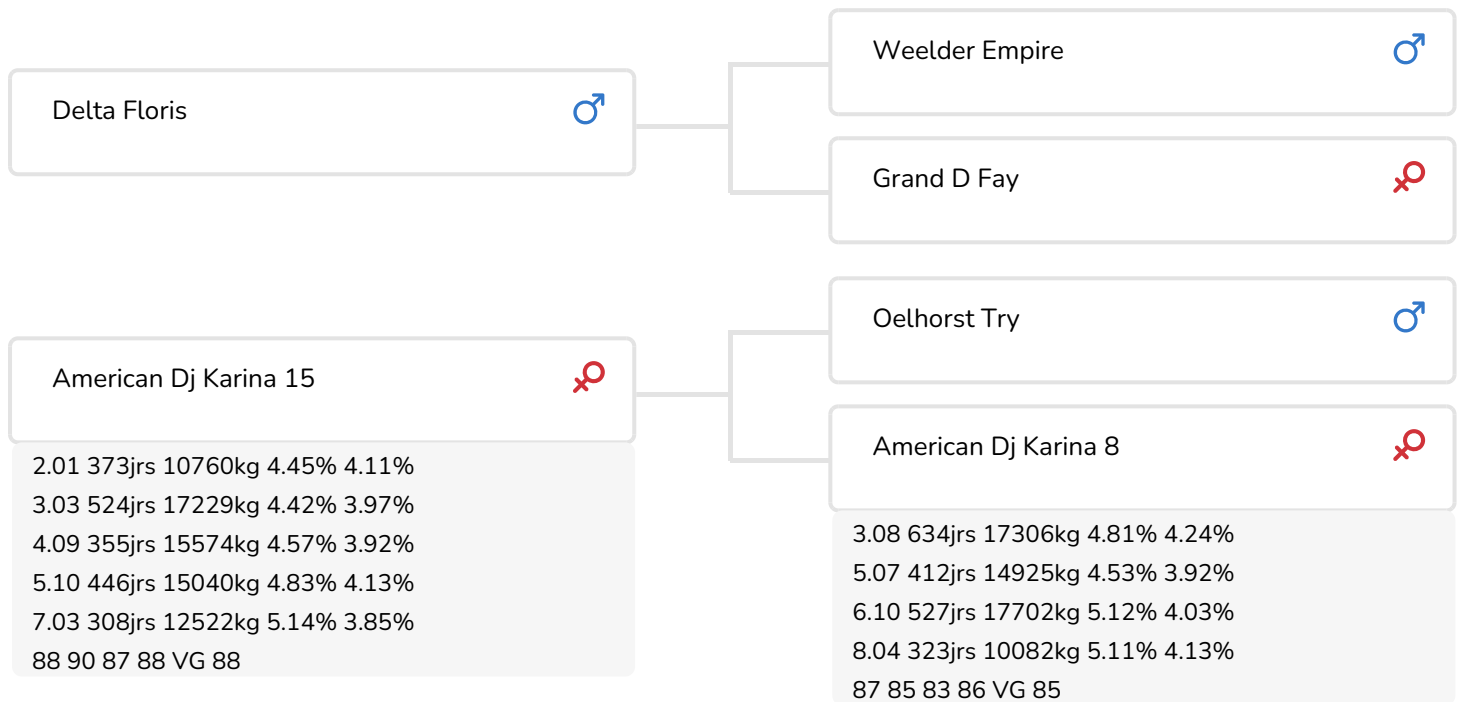 Delta Floris
Weelder Empire
Grand D Fay
American Dj Karina 15
2.01 373jrs 10760kg 4.45% 4.11%
3.03 524jrs 17229kg 4.42% 3.97%
4.09 355jrs 15574kg 4.57% 3.92%
5.10 446jrs 15040kg 4.83% 4.13%
7.03 308jrs 12522kg 5.14% 3.85%
88 90 87 88 VG 88
Oelhorst Try
American Dj Karina 8
3.08 634jrs 17306kg 4.81% 4.24%
5.07 412jrs 14925kg 4.53% 3.92%
6.10 527jrs 17702kg 5.12% 4.03%
8.04 323jrs 10082kg 5.11% 4.13%
87 85 83 86 VG 85